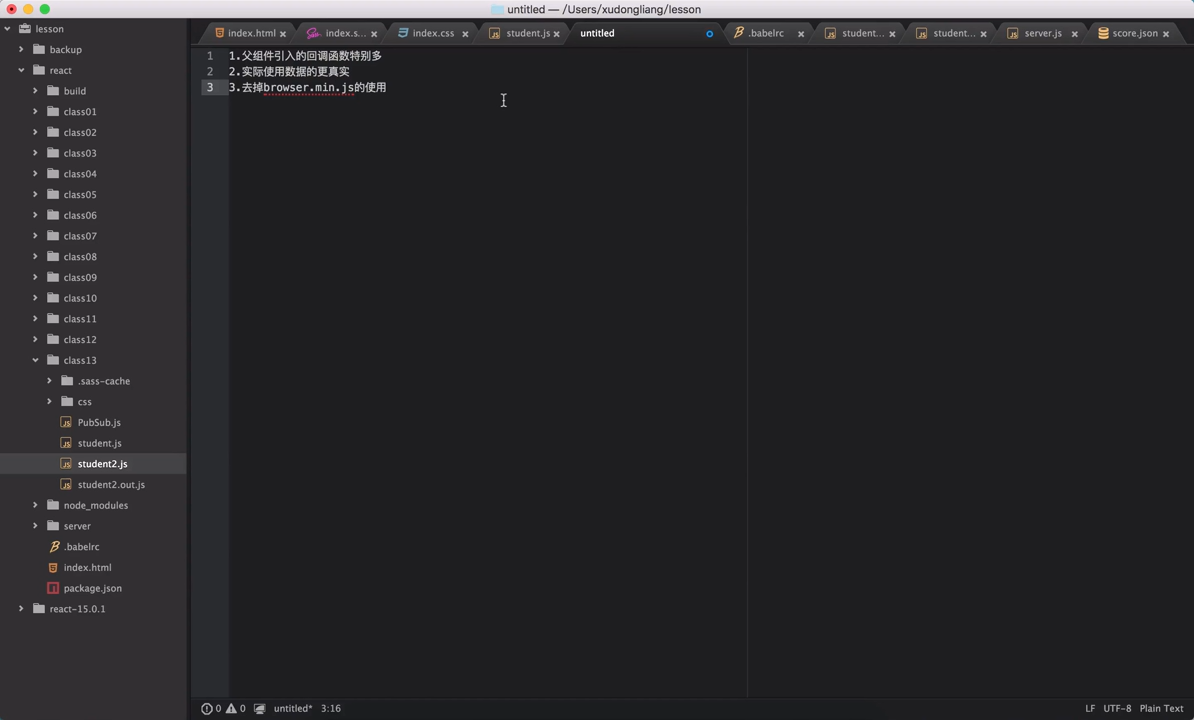 untitled — /Users/xudongliang/lesson
lesson
backup
react
build
class01
class02
class03
class04
class05
class06
class07
class08
class09
class10
class11
class12
class13
.sass-cache
css
PubSub.js
student.js
student2.js
student2.out.js
node_modules
server
.babelrc
index.html
package.json
react-15.0.1
index.html
index.s...
index.css
student.js
untitled
.babelrc
student...
student...
server.js
score.json
1 1.父组件引入的回调函数特别多
2 2.实际使用数据的更真实
3 3.去掉browser.min.js的使用
0 0 untitled* 3:16
LF UTF-8 Plain Text